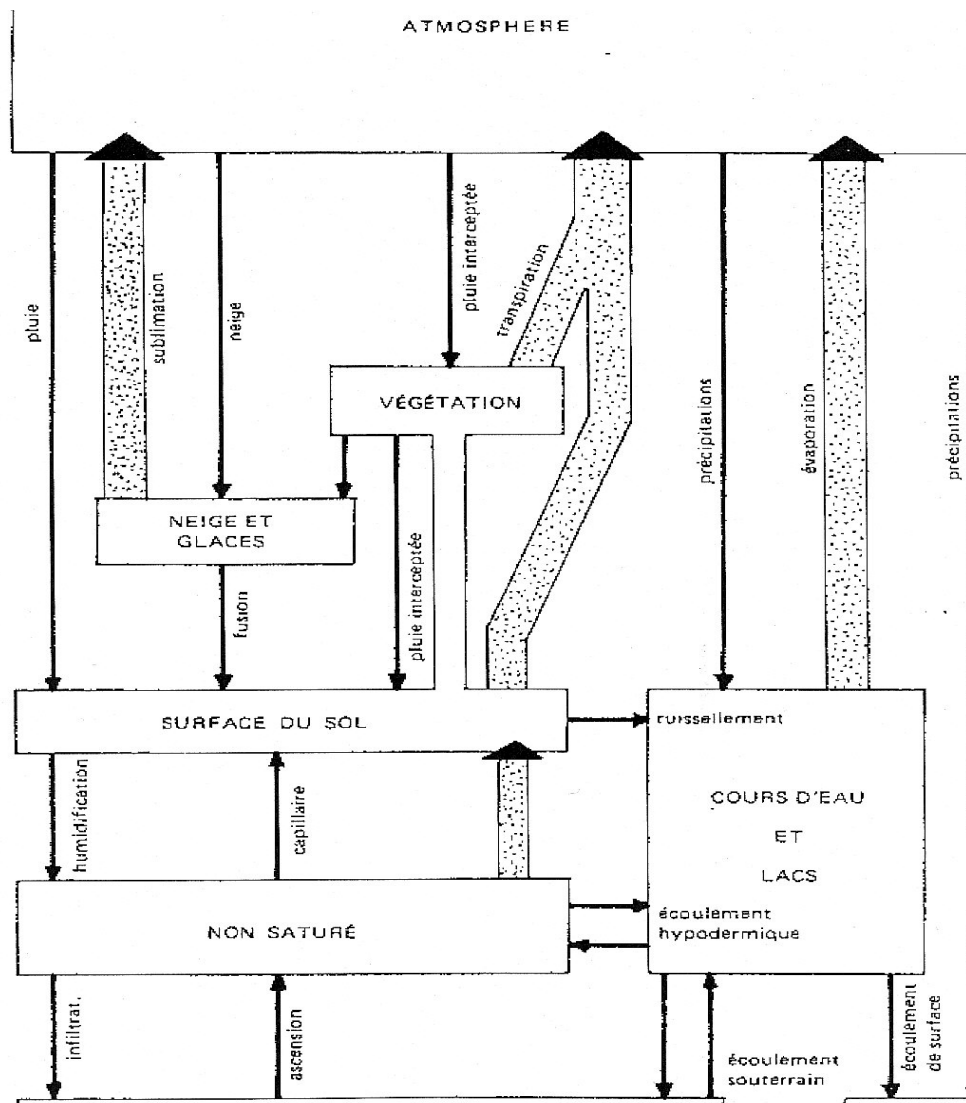 ATMOSPHERE
pluie
sublimation
neige
pluie interceptée
transpiration
précipitations
évaporation
précipitations
VÉGÉTATION
NEIGE ET
GLACES
fusion
pluie interceptée
SURFACE DU SOL
ruissellement
humidification
capillaire
COURS D'EAU
ET
LACS
NON SATURÉ
écoulement
hypodermique
infiltrat.
ascension
écoulement
souterrain
écoulement
de surface